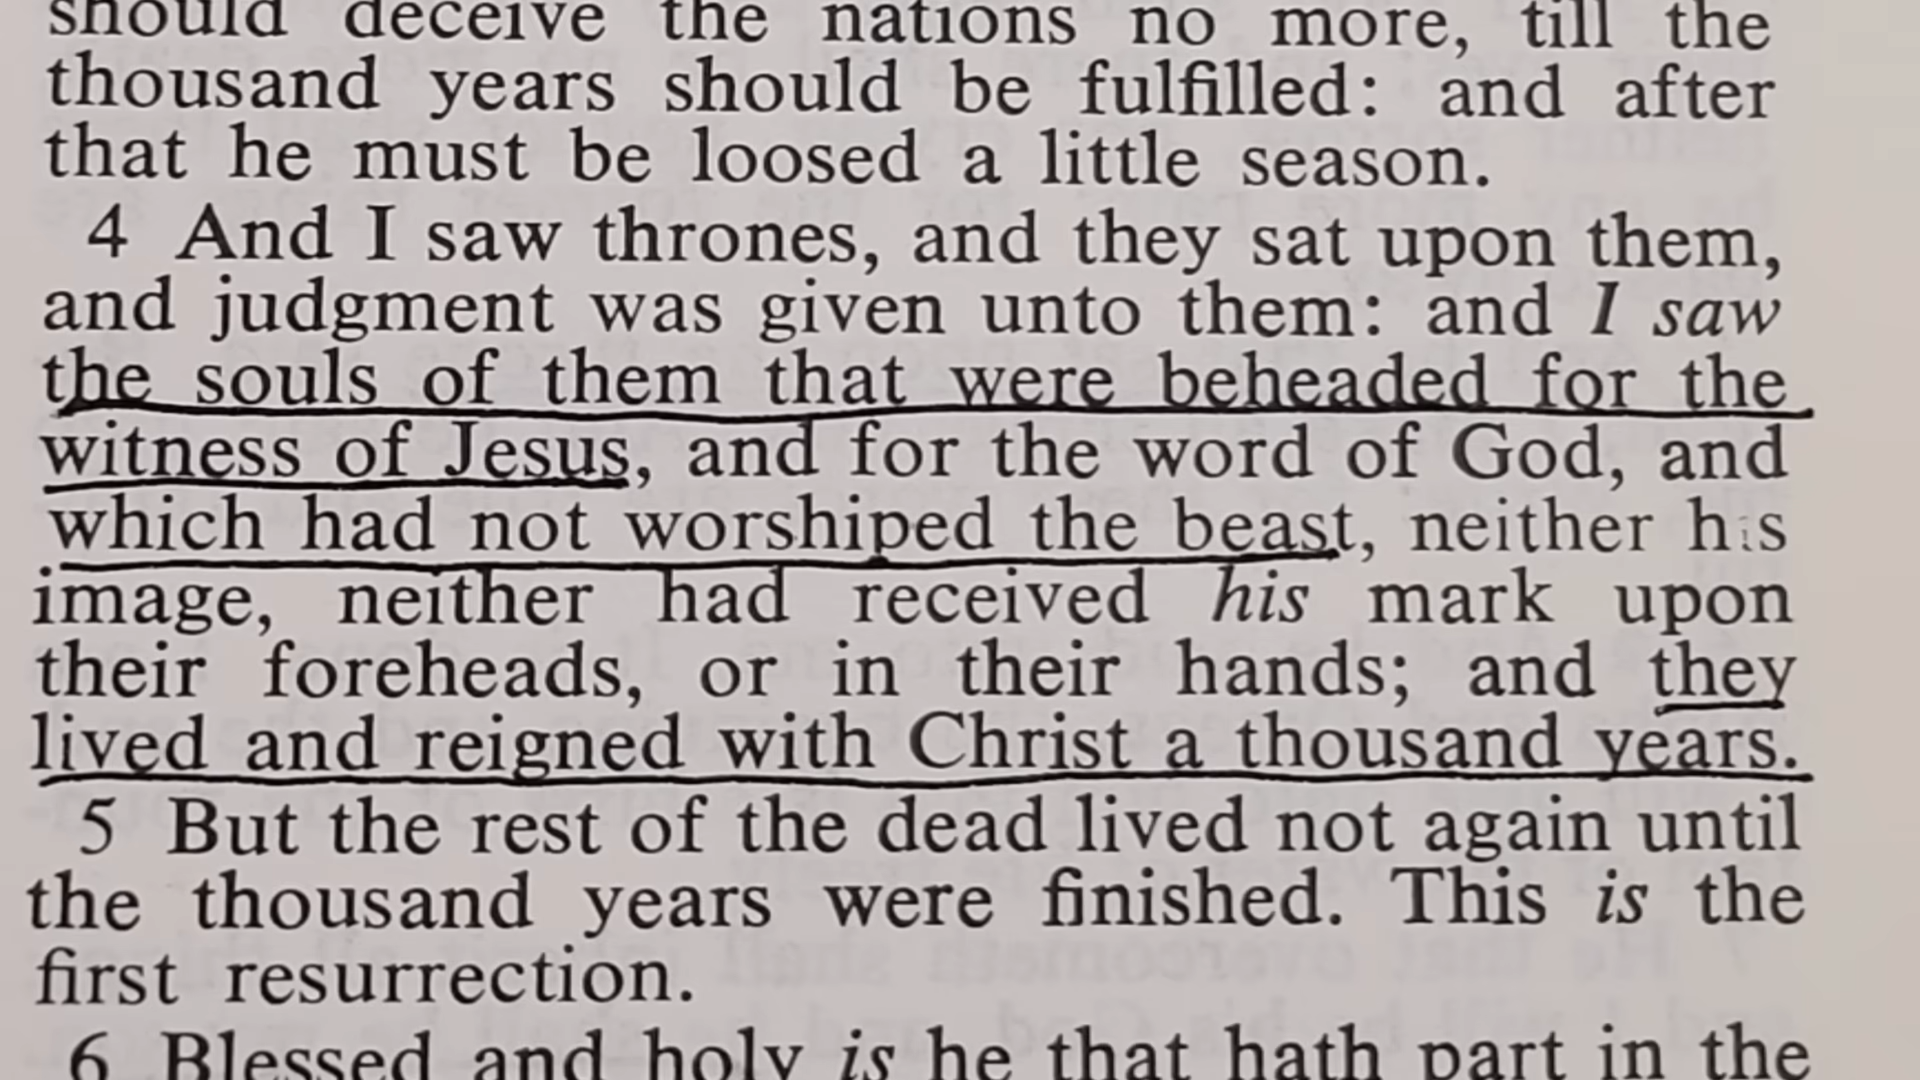 should deceive the nations no more, till the
thousand years should be fulfilled: and after
that he must be loosed a little season.
4 And I saw thrones, and they sat upon them,
and judgment was given unto them: and I saw
the souls of them that were beheaded for the
witness of Jesus, and for the word of God, and
which had not worshiped the beast, neither his
image, neither had received his mark upon
their foreheads, or in their hands; and they
lived and reigned with Christ a thousand years.
5 But the rest of the dead lived not again until
the thousand years were finished. This is the
first resurrection.
6 Blessed and holy is he that hath part in the